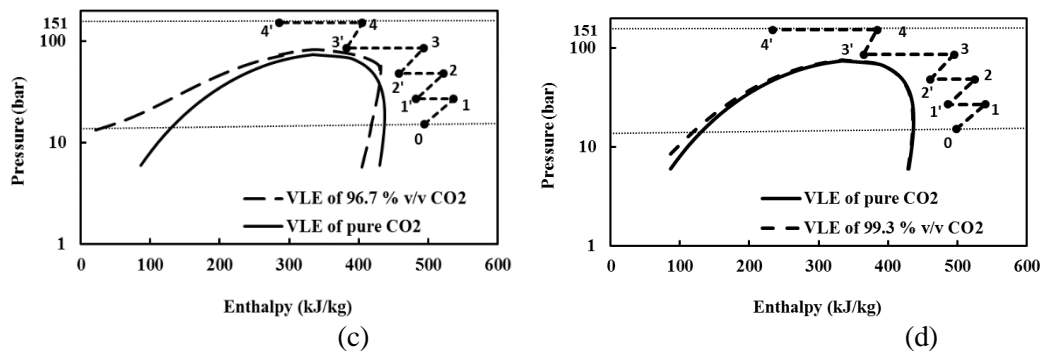 151
100
10
1
Pressure (bar)
4'
4
3'
3
2'
2
1'
1
0
VLE of 96.7 % v/v CO2
VLE of pure CO2
0 100 200 300 400 500 600
Enthalpy (kJ/kg)
(c)
151
100
10
1
Pressure (bar)
4'
4
3'
3
2'
2
1'
1
0
VLE of pure CO2
VLE of 99.3 % v/v CO2
0 100 200 300 400 500 600
Enthalpy (kJ/kg)
(d)